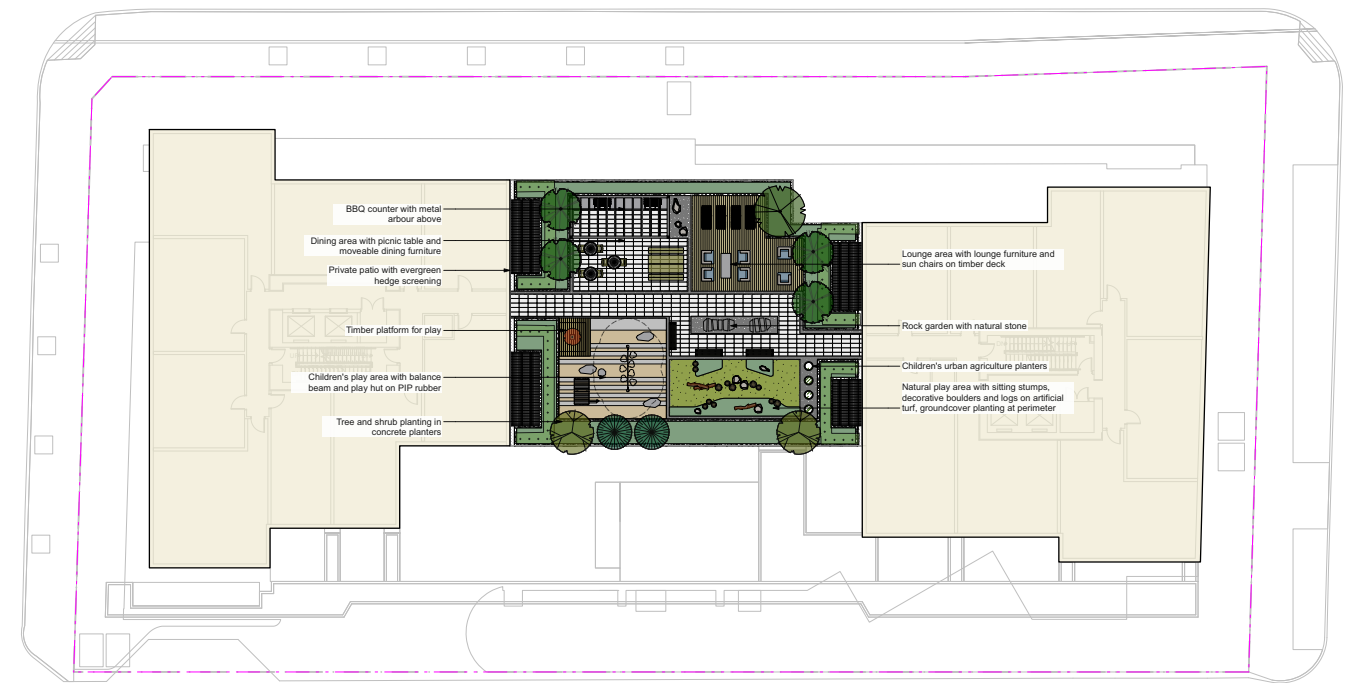 BBQ counter with metal
arbour above
Dining area with picnic table and
moveable dining furniture
Private patio with evergreen
hedge screening
Timber platform for play
Children's play area with balance
beam and play hut on PIP rubber
Tree and shrub planting in
concrete planters
Lounge area with lounge furniture and
sun chairs on timber deck
Rock garden with natural stone
Children's urban agriculture planters
Natural play area with sitting stumps,
decorative boulders and logs on artificial
turf, groundcover planting at perimeter